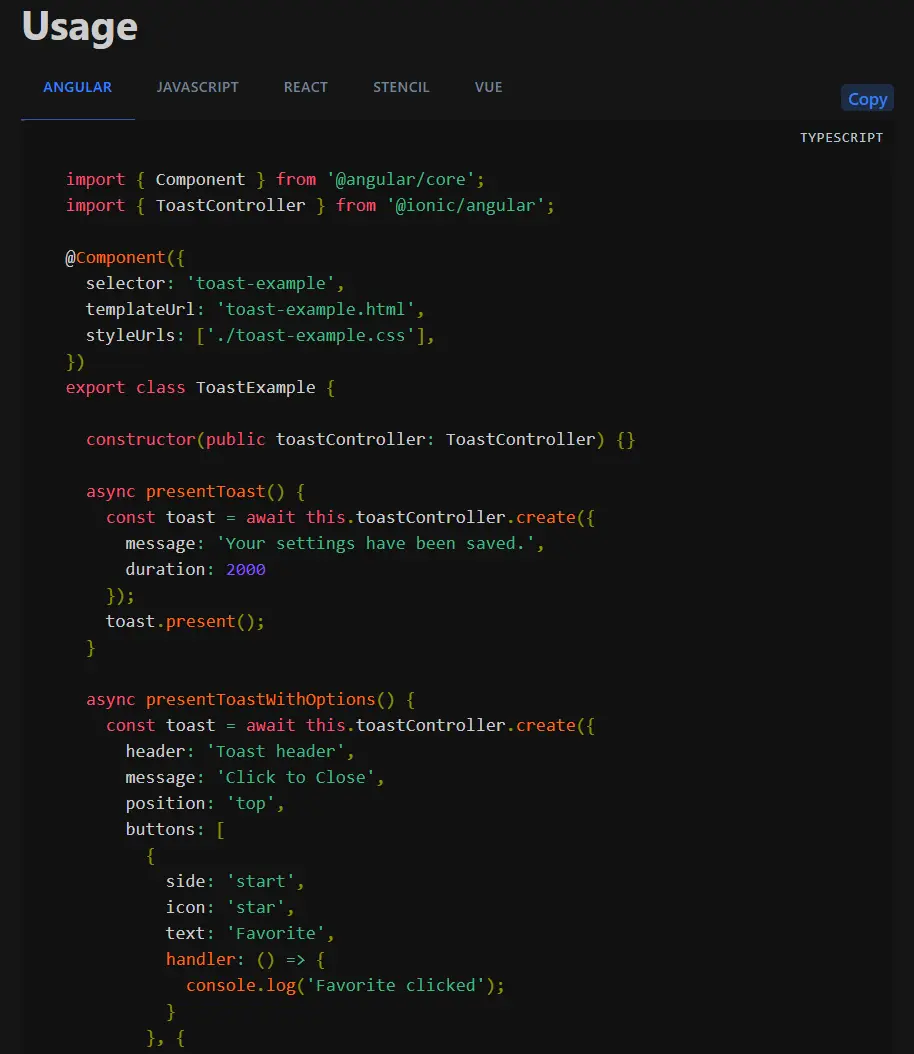 Usage
ANGULAR JAVASCRIPT REACT STENCIL VUE
Copy
TYPESCRIPT
import { Component } from '@angular/core';
import { ToastController } from '@ionic/angular';
@Component({
  selector: 'toast-example',
  templateUrl: 'toast-example.html',
  styleUrls: ['./toast-example.css'],
})
export class ToastExample {
  constructor(public toastController: ToastController) {}
  async presentToast() {
    const toast = await this.toastController.create({
      message: 'Your settings have been saved.',
      duration: 2000
    });
    toast.present();
  }
  async presentToastWithOptions() {
    const toast = await this.toastController.create({
      header: 'Toast header',
      message: 'Click to Close',
      position: 'top',
      buttons: [
        {
          side: 'start',
          icon: 'star',
          text: 'Favorite',
          handler: () => {
            console.log('Favorite clicked');
          }
        }, {